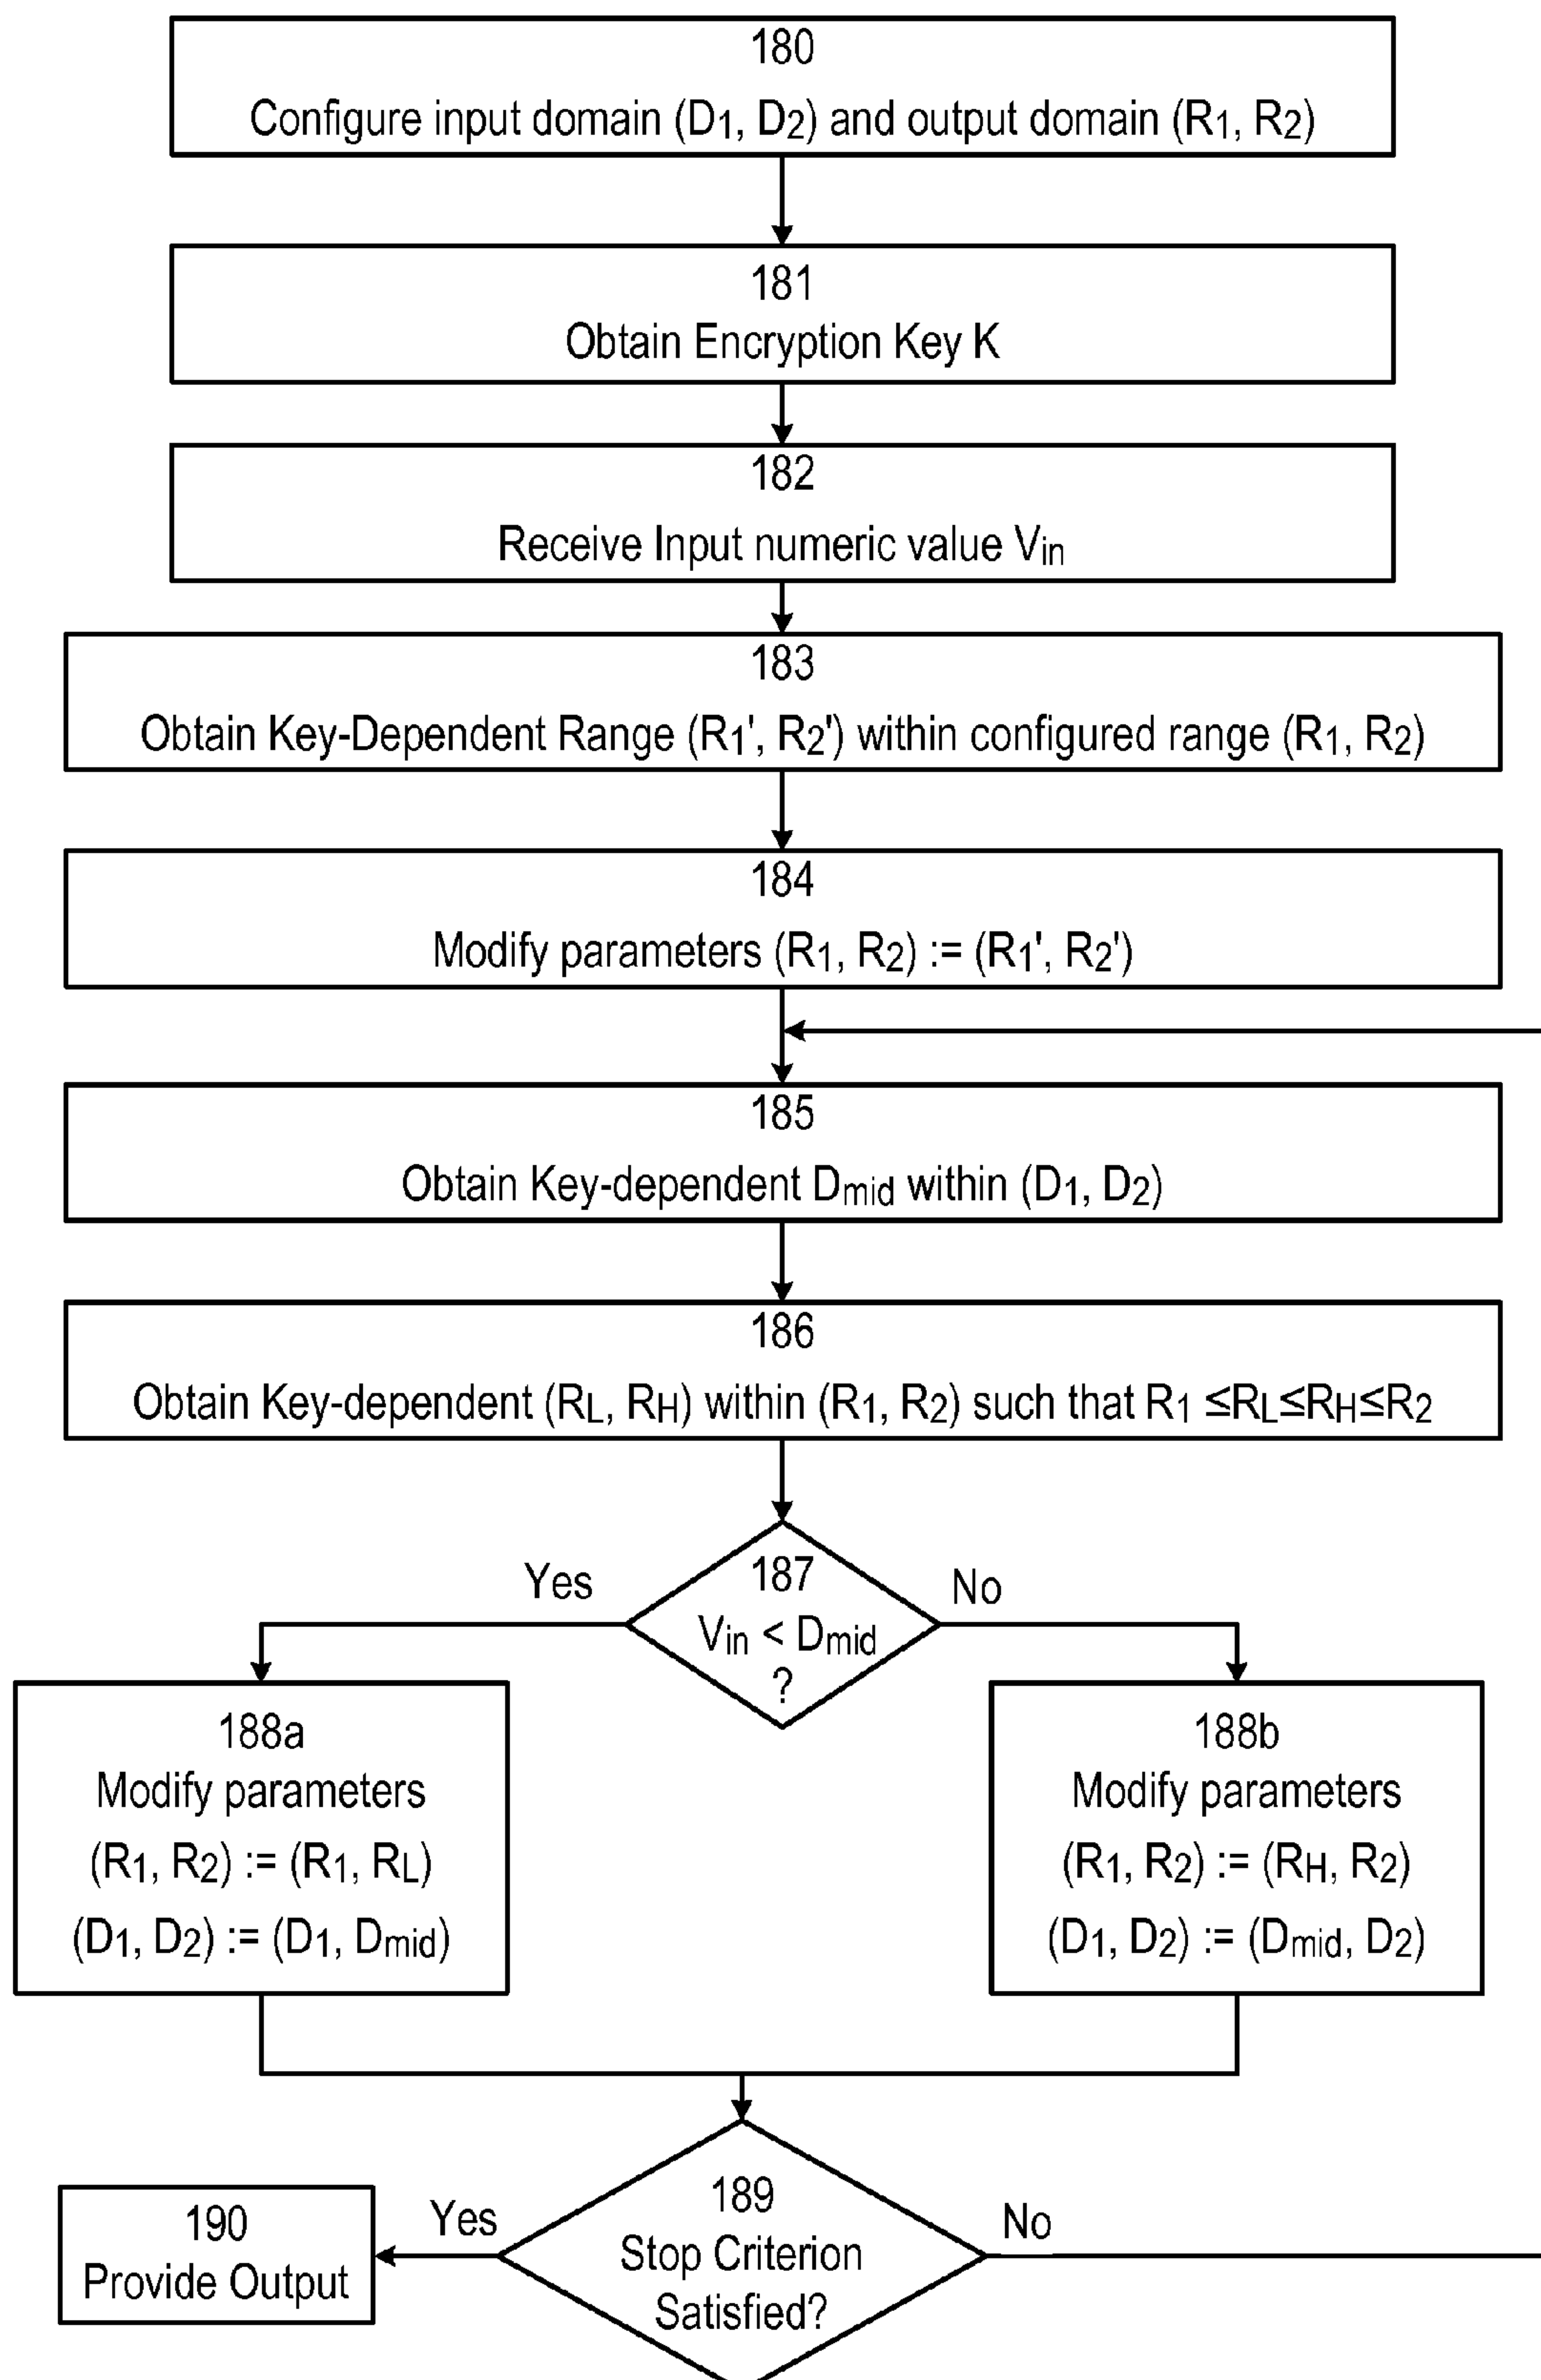 180
Configure input domain (D1, D2) and output domain (R1, R2)
181
Obtain Encryption Key K
182
Receive Input numeric value Vin
183
Obtain Key-Dependent Range (R1', R2') within configured range (R1, R2)
184
Modify parameters (R1, R2) := (R1', R2')
185
Obtain Key-dependent Dmid within (D1, D2)
186
Obtain Key-dependent (RL, RH) within (R1, R2) such that R1 ≤RL≤RH≤R2
187
Vin < Dmid
?
Yes
No
188a
Modify parameters
(R1, R2) := (R1, RL)
(D1, D2) := (D1, Dmid)
188b
Modify parameters
(R1, R2) := (RH, R2)
(D1, D2) := (Dmid, D2)
189
Stop Criterion
Satisfied?
Yes
No
190
Provide Output